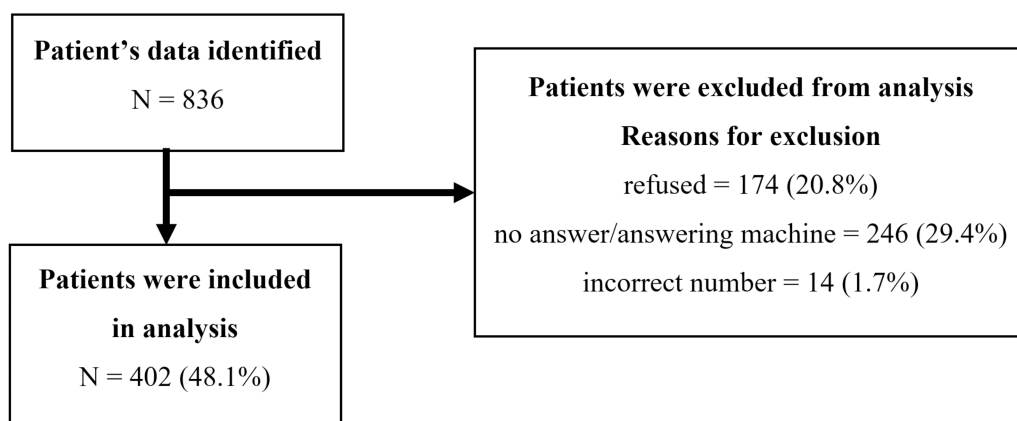 Patient’s data identified
N = 836
Patients were excluded from analysis
Reasons for exclusion
refused = 174 (20.8%)
no answer/answering machine = 246 (29.4%)
incorrect number = 14 (1.7%)
Patients were included
in analysis
N = 402 (48.1%)